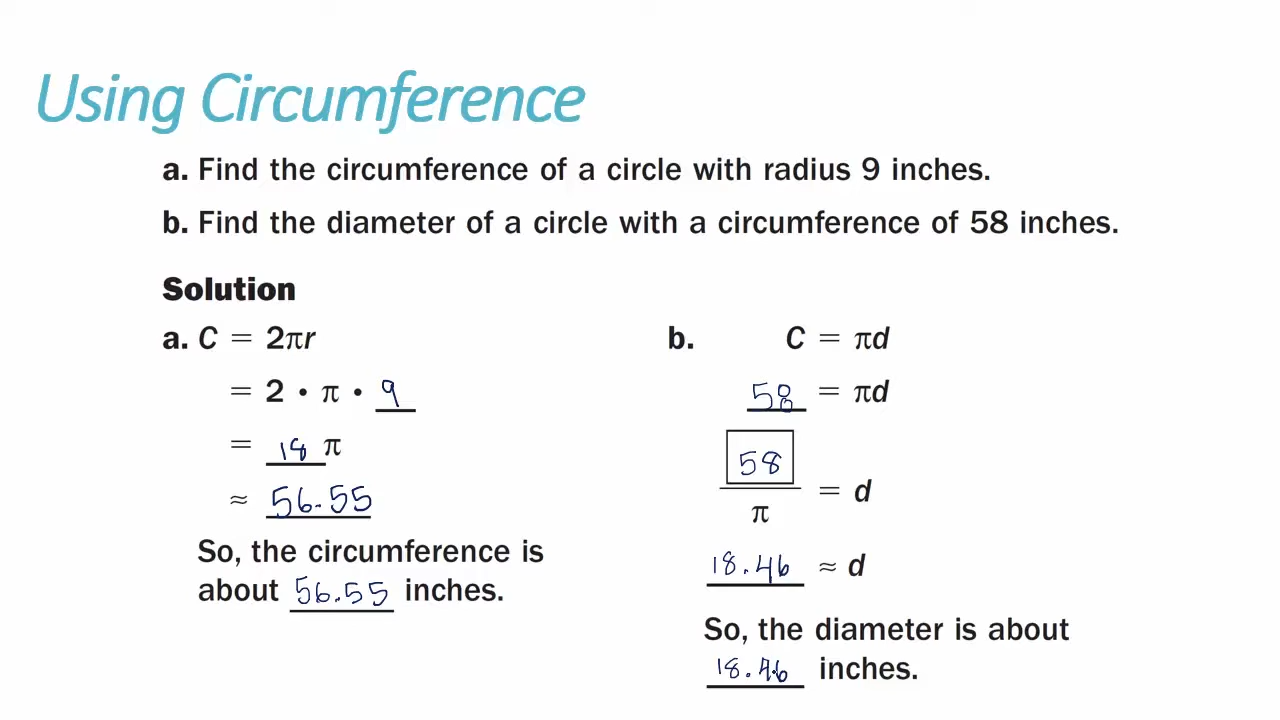 Using Circumference
a. Find the circumference of a circle with radius 9 inches.
b. Find the diameter of a circle with a circumference of 58 inches.
Solution
a. C = 2πr
= 2 • π • 9
= 18 π
≈ 56.55
So, the circumference is
about 56.55 inches.
b. C = πd
58 = πd
58
π
= d
18.46 ≈ d
So, the diameter is about
18.46 inches.